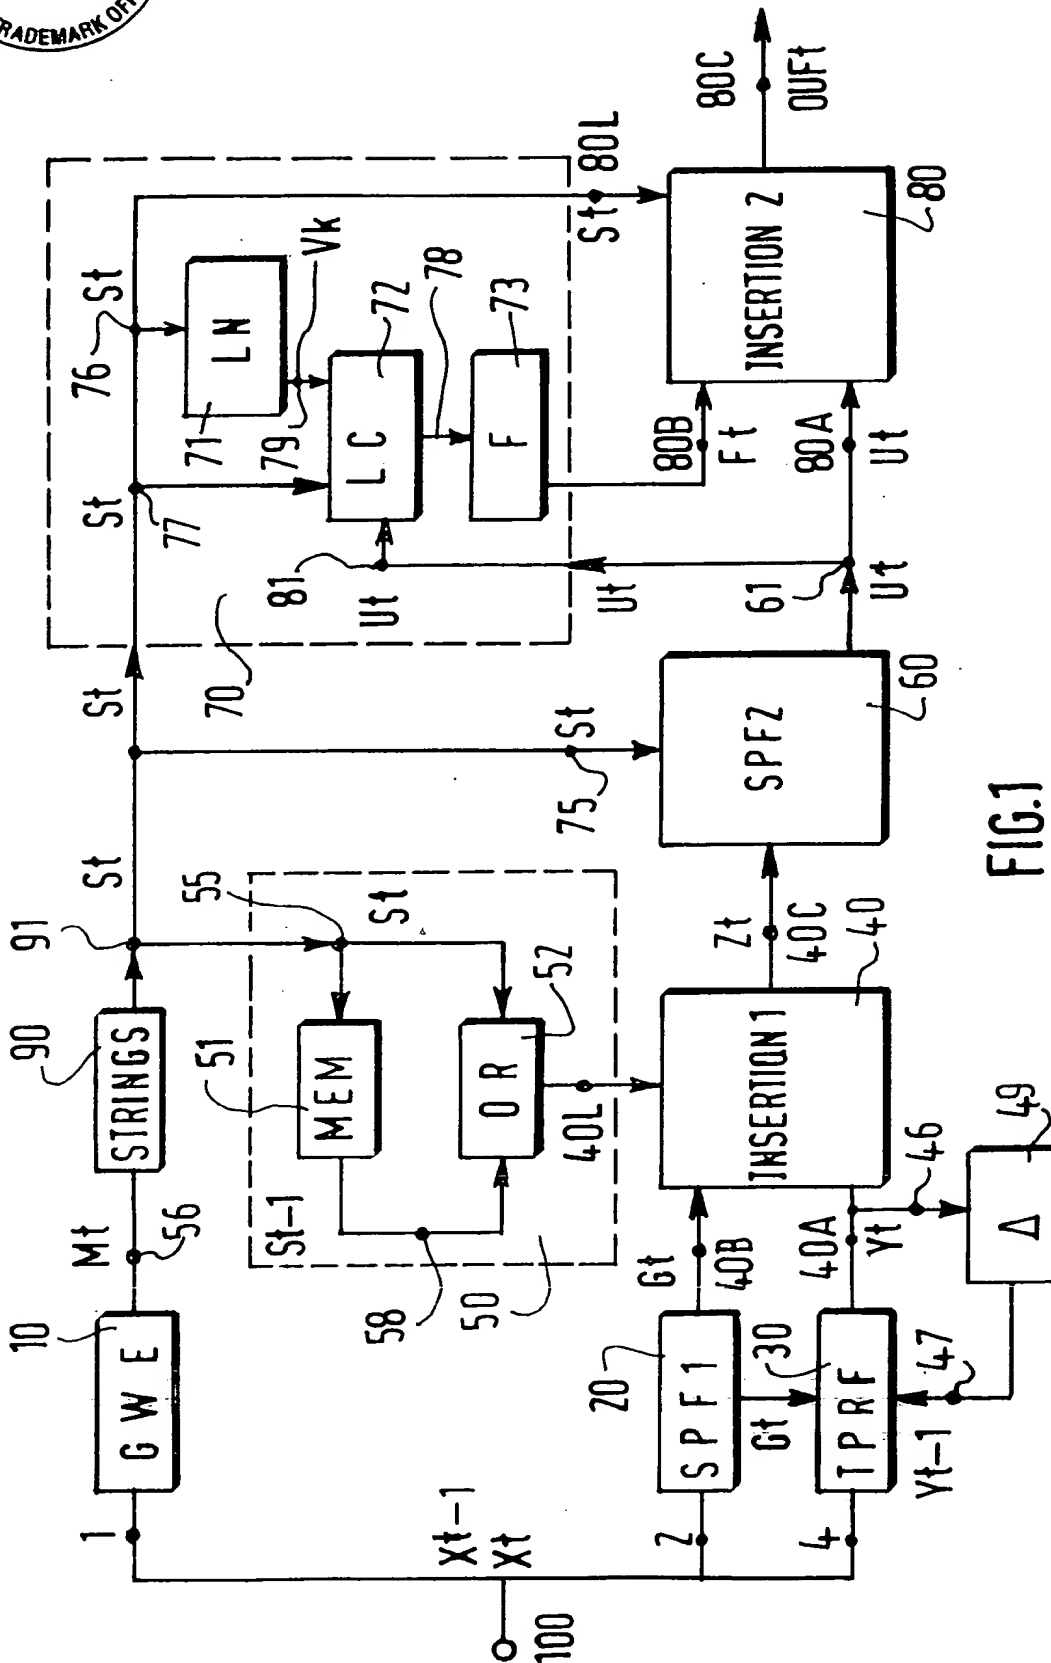 TRADEMARK OF
100
Xt-1
Xt
1
10
GWE
Mt
56
90
STRINGS
91
St
St
70
St
77
76
St
71
LN
79
Vk
LC
72
78
F
73
81
Ut
Ut
St
80L
50
58
St-1
MEM
51
55
St
OR
52
40L
75
St
2
20
SPF1
Gt
Gt
40B
4
30
TPRF
Yt-1
47
40A
Yt
46
Δ
49
INSERTION 1
40
Zt
40C
SPF2
60
61
Ut
80B
Ft
80A
Ut
INSERTION 2
80
80C
OUFt
FIG.1